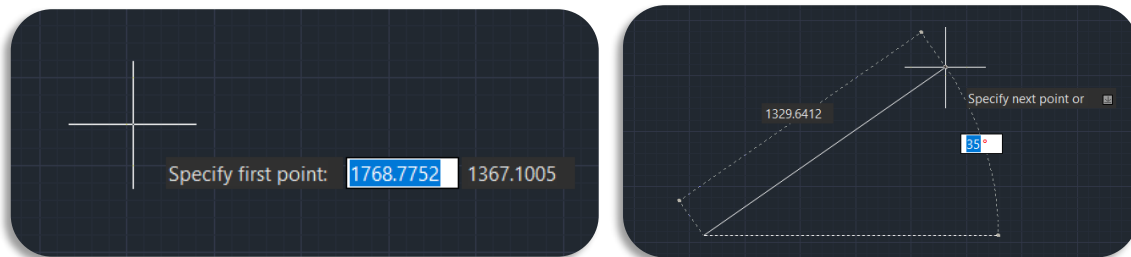 Specify first point: 1768.7752 1367.1005
1329.6412
Specify next point or
35°